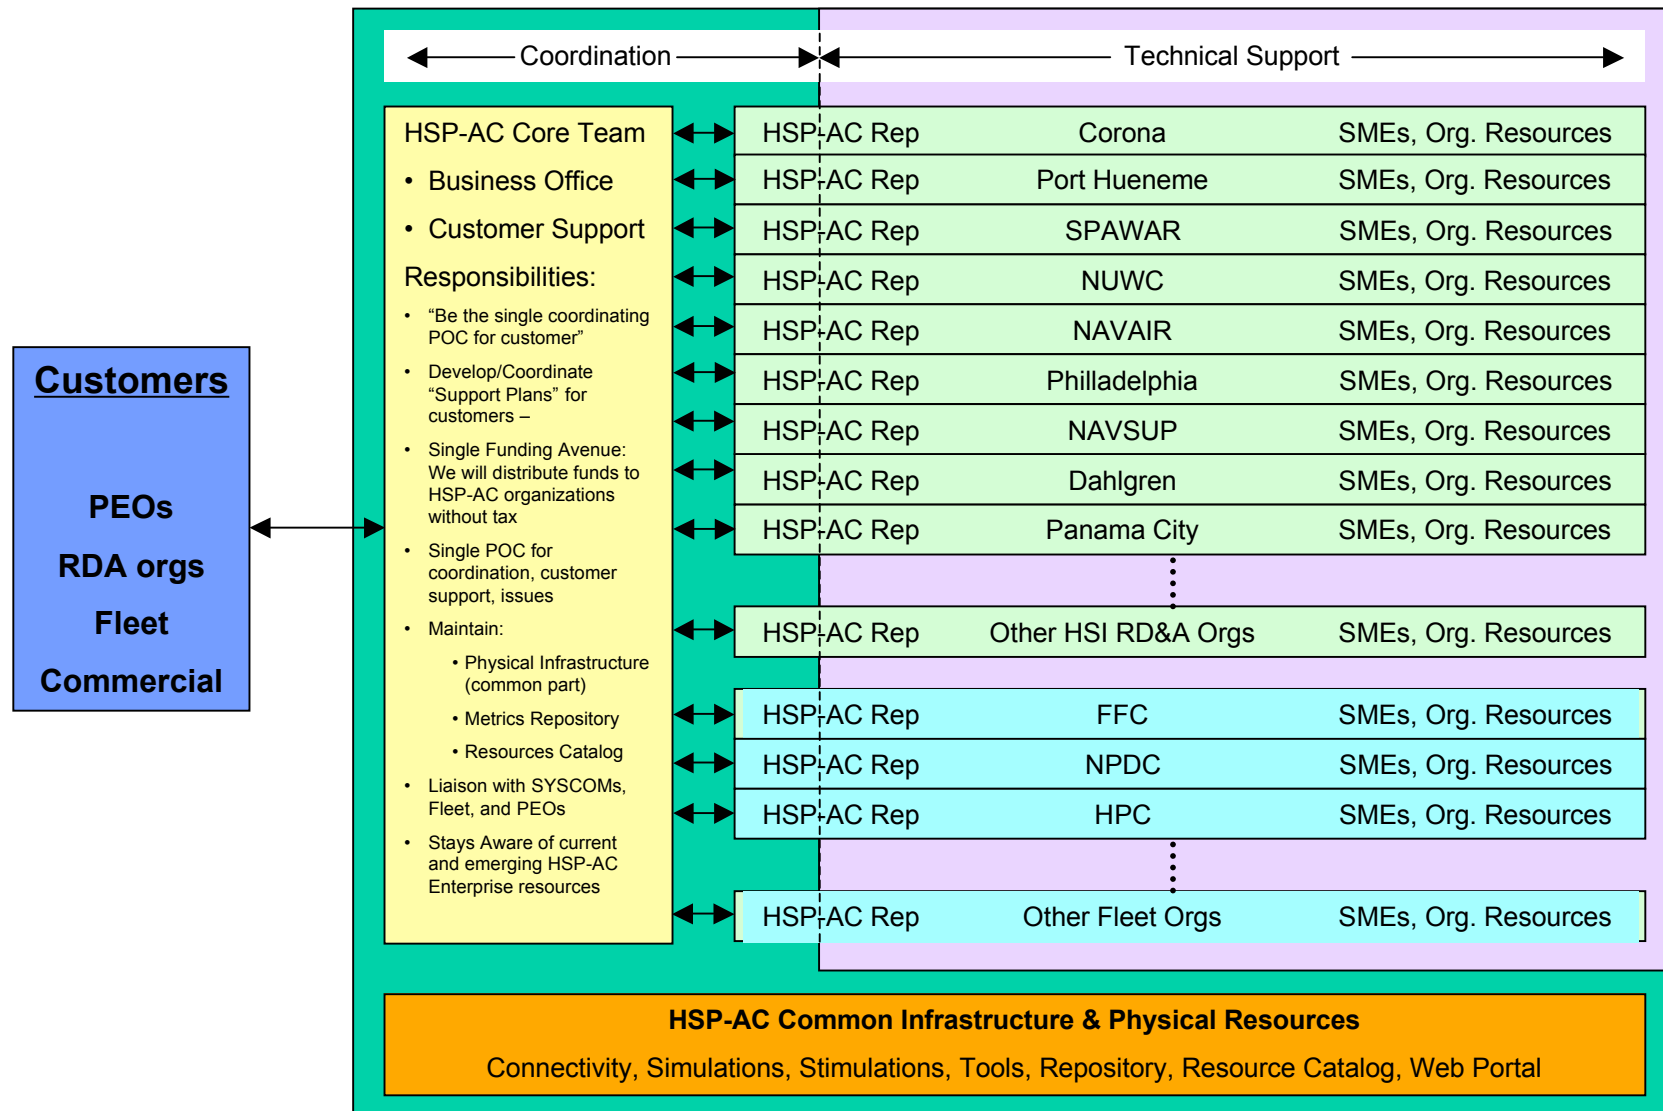 Coordination
Technical Support
Customers
PEOs
RDA orgs
Fleet
Commercial
HSP-AC Core Team
• Business Office
• Customer Support
Responsibilities:
• “Be the single coordinating
POC for customer”
• Develop/Coordinate
“Support Plans” for
customers –
• Single Funding Avenue:
We will distribute funds to
HSP-AC organizations
without tax
• Single POC for
coordination, customer
support, issues
• Maintain:
• Physical Infrastructure
(common part)
• Metrics Repository
• Resources Catalog
• Liaison with SYSCOMs,
Fleet, and PEOs
• Stays Aware of current
and emerging HSP-AC
Enterprise resources
HSP-AC Rep Corona SMEs, Org. Resources
HSP-AC Rep Port Hueneme SMEs, Org. Resources
HSP-AC Rep SPAWAR SMEs, Org. Resources
HSP-AC Rep NUWC SMEs, Org. Resources
HSP-AC Rep NAVAIR SMEs, Org. Resources
HSP-AC Rep Philladelphia SMEs, Org. Resources
HSP-AC Rep NAVSUP SMEs, Org. Resources
HSP-AC Rep Dahlgren SMEs, Org. Resources
HSP-AC Rep Panama City SMEs, Org. Resources
HSP-AC Rep Other HSI RD&A Orgs SMEs, Org. Resources
HSP-AC Rep FFC SMEs, Org. Resources
HSP-AC Rep NPDC SMEs, Org. Resources
HSP-AC Rep HPC SMEs, Org. Resources
HSP-AC Rep Other Fleet Orgs SMEs, Org. Resources
HSP-AC Common Infrastructure & Physical Resources
Connectivity, Simulations, Stimulations, Tools, Repository, Resource Catalog, Web Portal